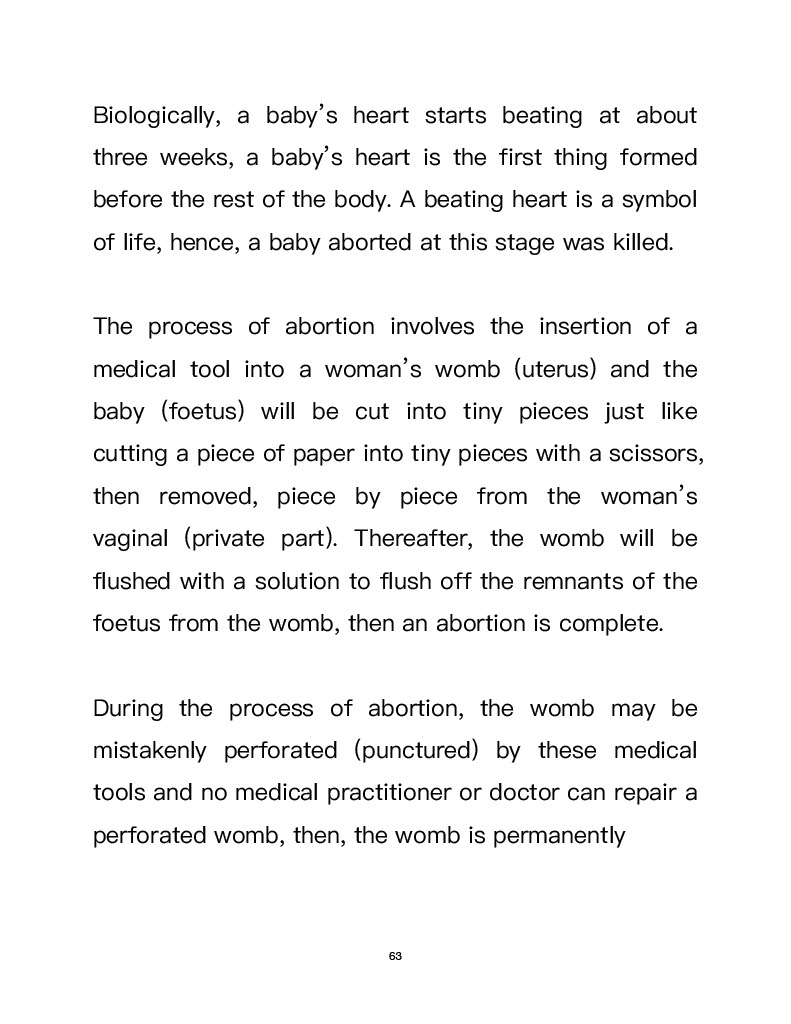 Biologically, a baby’s heart starts beating at about
three weeks, a baby’s heart is the first thing formed
before the rest of the body. A beating heart is a symbol
of life, hence, a baby aborted at this stage was killed.
The process of abortion involves the insertion of a
medical tool into a woman’s womb (uterus) and the
baby (foetus) will be cut into tiny pieces just like
cutting a piece of paper into tiny pieces with a scissors,
then removed, piece by piece from the woman’s
vaginal (private part). Thereafter, the womb will be
flushed with a solution to flush off the remnants of the
foetus from the womb, then an abortion is complete.
During the process of abortion, the womb may be
mistakenly perforated (punctured) by these medical
tools and no medical practitioner or doctor can repair a
perforated womb, then, the womb is permanently
63